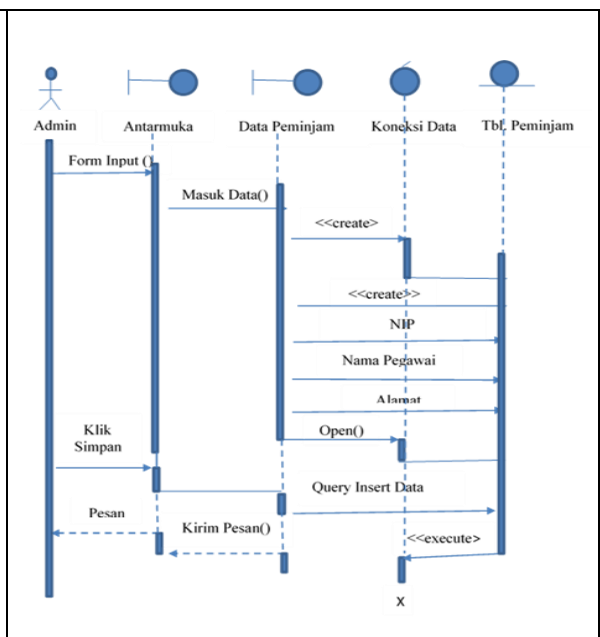 Admin
Antarmuka
Data Peminjam
Koneksi Data
Tbl. Peminjam
Form Input ()
Masuk Data()
<<create>
<<create>>
NIP
Nama Pegawai
Alamat
Open()
Klik
Simpan
Query Insert Data
Pesan
Kirim Pesan()
<<execute>
X